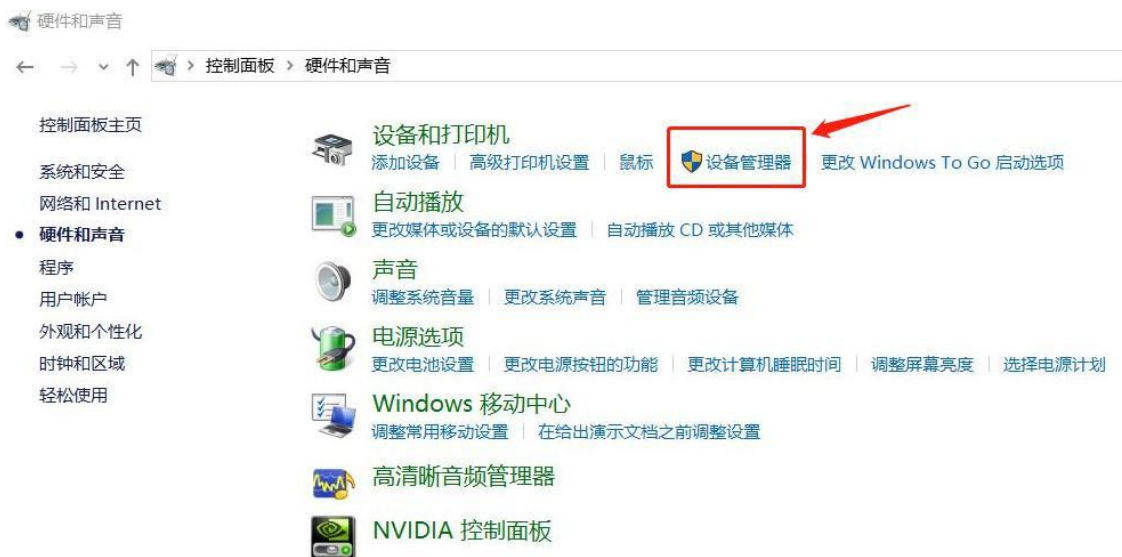 硬件和声音
控制面板 › 硬件和声音
控制面板主页
系统和安全
网络和 Internet
硬件和声音
程序
用户帐户
外观和个性化
时钟和区域
轻松使用
设备和打印机
添加设备 高级打印机设置 鼠标 设备管理器 更改 Windows To Go 启动选项
自动播放
更改媒体或设备的默认设置 自动播放 CD 或其他媒体
声音
调整系统音量 更改系统声音 管理音频设备
电源选项
更改电池设置 更改电源按钮的功能 更改计算机睡眠时间 调整屏幕亮度 选择电源计划
Windows 移动中心
调整常用移动设置 在给出演示文档之前调整设置
高清晰音频管理器
NVIDIA 控制面板